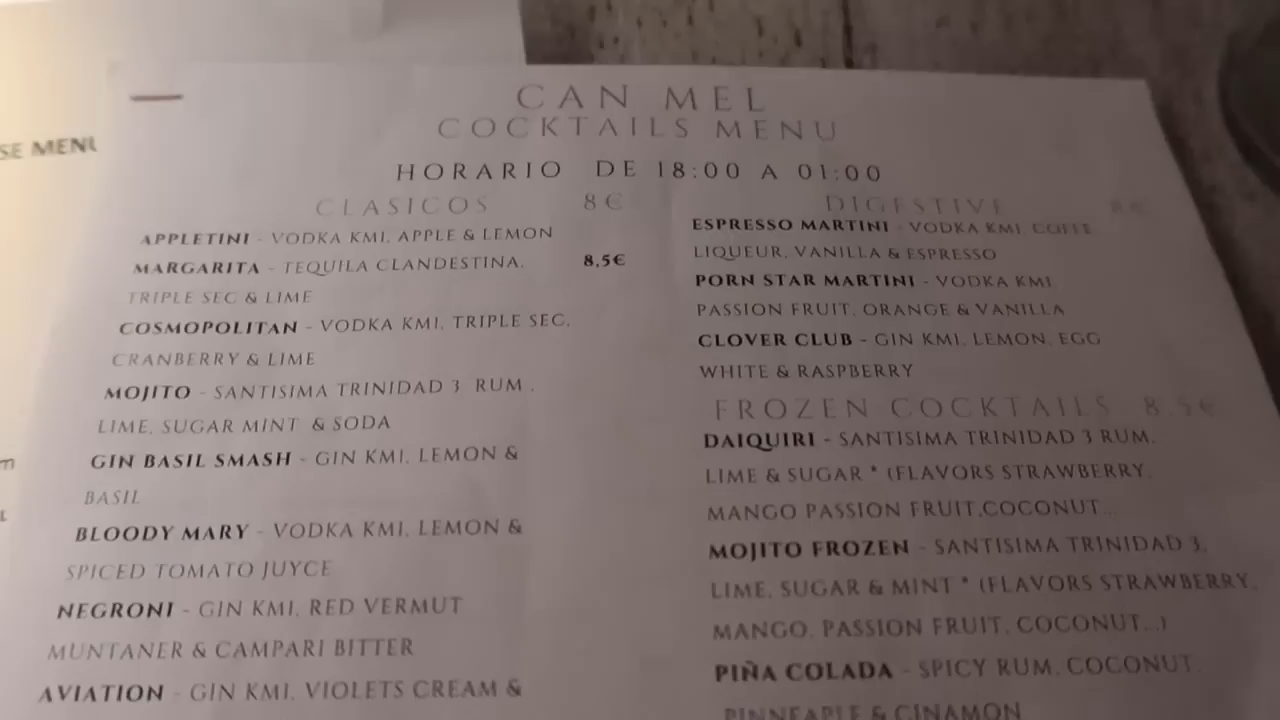 SE MENU
CAN MEL
COCKTAILS MENU
HORARIO DE 18:00 A 01:00
CLASICOS 8€
APPLETINI - VODKA KMI, APPLE & LEMON
MARGARITA - TEQUILA CLANDESTINA, 8,5€
TRIPLE SEC & LIME
COSMOPOLITAN - VODKA KMI, TRIPLE SEC,
CRANBERRY & LIME
MOJITO - SANTISIMA TRINIDAD 3 RUM ,
LIME, SUGAR MINT & SODA
GIN BASIL SMASH - GIN KMI, LEMON &
BASIL
BLOODY MARY - VODKA KMI, LEMON &
SPICED TOMATO JUYCE
NEGRONI - GIN KMI, RED VERMUT
MUNTANER & CAMPARI BITTER
AVIATION - GIN KMI, VIOLETS CREAM &
DIGESTIVE 8€
ESPRESSO MARTINI - VODKA KMI, COFFE
LIQUEUR, VANILLA & ESPRESSO
PORN STAR MARTINI - VODKA KMI
PASSION FRUIT, ORANGE & VANILLA
CLOVER CLUB - GIN KMI, LEMON, EGG
WHITE & RASPBERRY
FROZEN COCKTAILS 8.5€
DAIQUIRI - SANTISIMA TRINIDAD 3 RUM,
LIME & SUGAR * (FLAVORS STRAWBERRY,
MANGO PASSION FRUIT,COCONUT...
MOJITO FROZEN - SANTISIMA TRINIDAD 3,
LIME, SUGAR & MINT * (FLAVORS STRAWBERRY,
MANGO, PASSION FRUIT, COCONUT...)
PIÑA COLADA - SPICY RUM, COCONUT,
PINNEAPLE & CINAMON